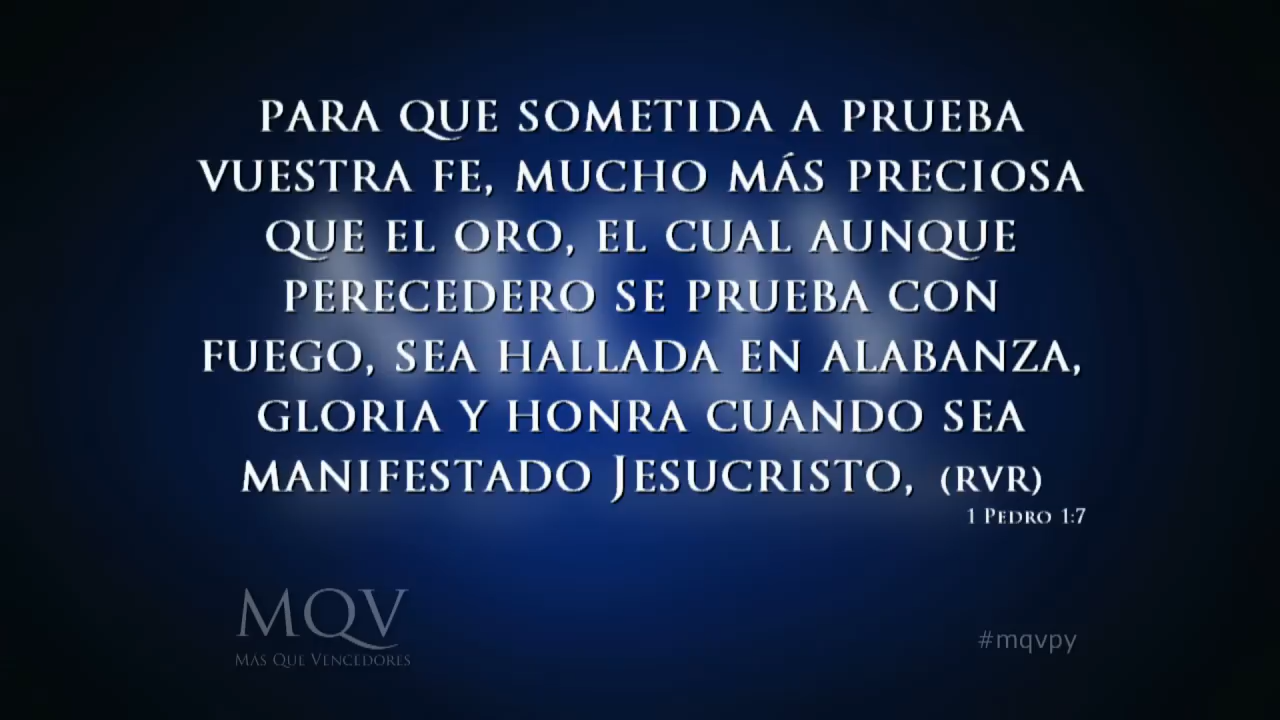 PARA QUE SOMETIDA A PRUEBA
VUESTRA FE, MUCHO MÁS PRECIOSA
QUE EL ORO, EL CUAL AUNQUE
PERECEDERO SE PRUEBA CON
FUEGO, SEA HALLADA EN ALABANZA,
GLORIA Y HONRA CUANDO SEA
MANIFESTADO JESUCRISTO, (RVR)
1 PEDRO 1:7
MQV
MÁS QUE VENCEDORES
#mqvpy